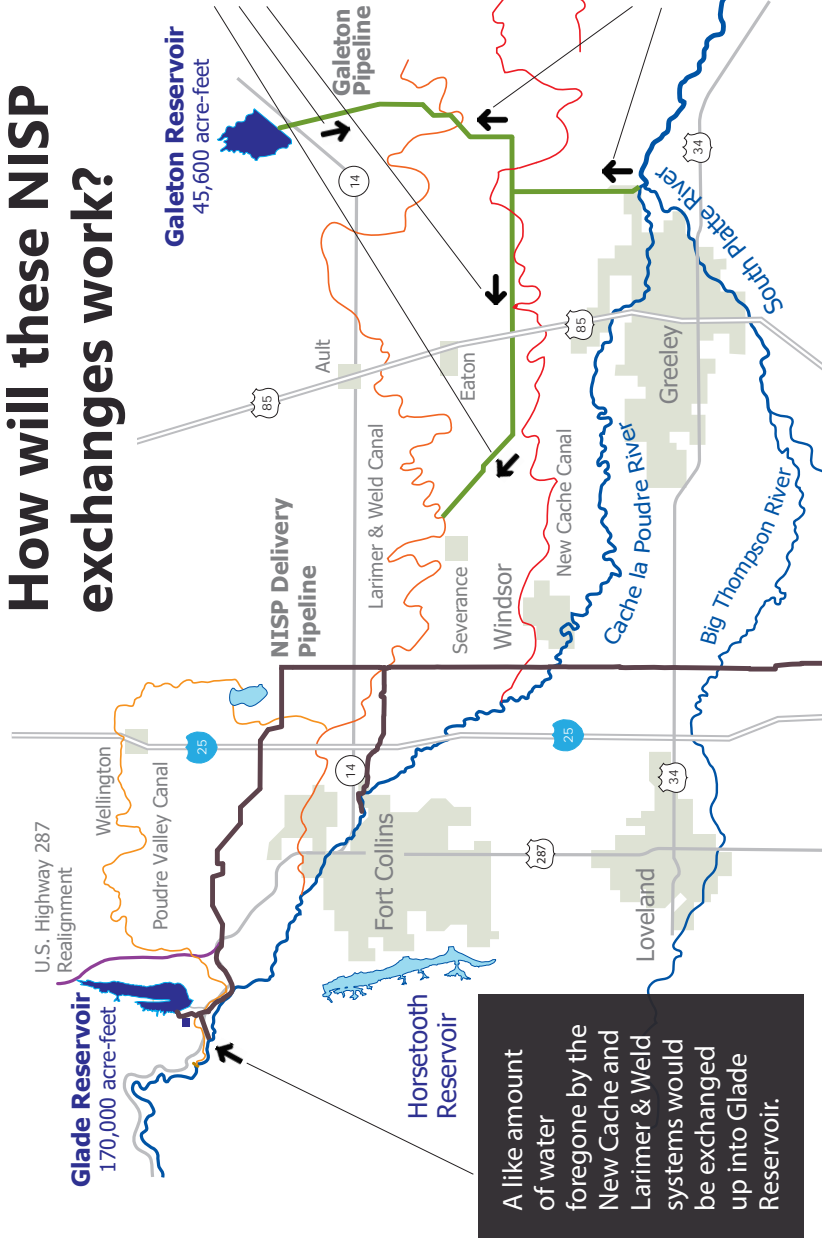 How will these NISP
exchanges work?
Glade Reservoir
170,000 acre-feet
U.S. Highway 287
Realignment
Wellington
Poudre Valley Canal
25
NISP Delivery
Pipeline
85
Ault
Galeton Reservoir
45,600 acre-feet
Galeton
Pipeline
14
14
Larimer & Weld Canal
Eaton
Severance
Windsor
New Cache Canal
Fort Collins
Horsetooth
Reservoir
287
25
85
Cache la Poudre River
Greeley
South Platte River
34
Big Thompson River
34
Loveland
A like amount
of water
foregone by the
New Cache and
Larimer & Weld
systems would
be exchanged
up into Glade
Reservoir.